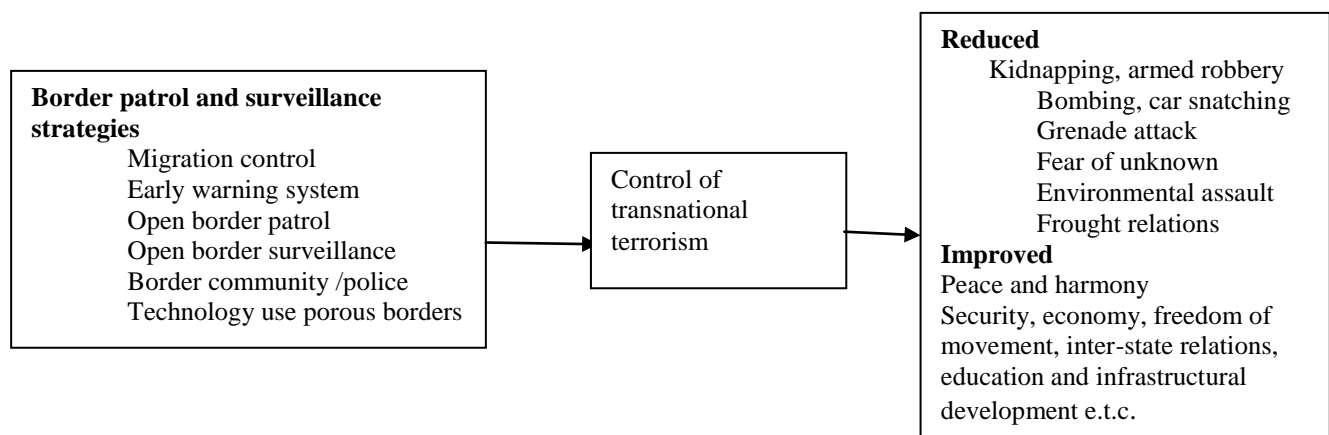 Border patrol and surveillance
strategies
Migration control
Early warning system
Open border patrol
Open border surveillance
Border community /police
Technology use porous borders
Control of
transnational
terrorism
Reduced
Kidnapping, armed robbery
Bombing, car snatching
Grenade attack
Fear of unknown
Environmental assault
Frought relations
Improved
Peace and harmony
Security, economy, freedom of
movement, inter-state relations,
education and infrastructural
development e.t.c.